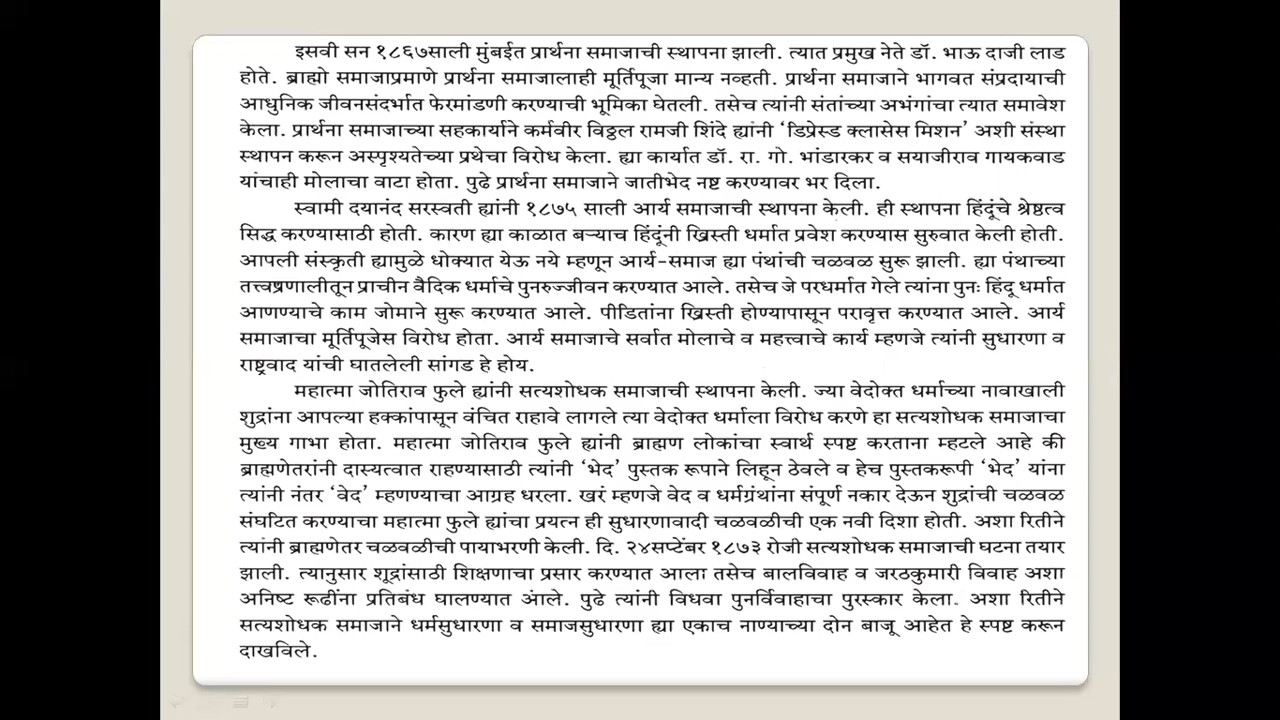 इसवी सन १८६७साली मुंबईत प्रार्थना समाजाची स्थापना झाली. त्यात प्रमुख नेते डॉ. भाऊ दाजी लाड
होते. ब्राह्मो समाजाप्रमाणे प्रार्थना समाजालाही मूर्तिपूजा मान्य नव्हती. प्रार्थना समाजाने भागवत संप्रदायाची
आधुनिक जीवनसंदर्भात फेरमांडणी करण्याची भूमिका घेतली. तसेच त्यांनी संतांच्या अभंगांचा त्यात समावेश
केला. प्रार्थना समाजाच्या सहकार्याने कर्मवीर विठ्ठल रामजी शिंदे ह्यांनी ‘डिप्रेस्ड क्लासेस मिशन’ अशी संस्था
स्थापन करून अस्पृश्यतेच्या प्रथेचा विरोध केला. ह्या कार्यात डॉ. रा. गो. भांडारकर व सयाजीराव गायकवाड
यांचाही मोलाचा वाटा होता. पुढे प्रार्थना समाजाने जातीभेद नष्ट करण्यावर भर दिला.
स्वामी दयानंद सरस्वती ह्यांनी १८७५ साली आर्य समाजाची स्थापना केली. ही स्थापना हिंदूंचे श्रेष्ठत्व
सिद्ध करण्यासाठी होती. कारण ह्या काळात बऱ्याच हिंदूंनी ख्रिस्ती धर्मात प्रवेश करण्यास सुरुवात केली होती.
आपली संस्कृती ह्यामुळे धोक्यात येऊ नये म्हणून आर्य-समाज ह्या पंथांची चळवळ सुरू झाली. ह्या पंथाच्या
तत्त्वप्रणालीतून प्राचीन वैदिक धर्माचे पुनरुज्जीवन करण्यात आले. तसेच जे परधर्मात गेले त्यांना पुनः हिंदू धर्मात
आणण्याचे काम जोमाने सुरू करण्यात आले. पीडितांना ख्रिस्ती होण्यापासून परावृत्त करण्यात आले. आर्य
समाजाचा मूर्तिपूजेस विरोध होता. आर्य समाजाचे सर्वात मोलाचे व महत्त्वाचे कार्य म्हणजे त्यांनी सुधारणा व
राष्ट्रवाद यांची घातलेली सांगड हे होय.
महात्मा जोतिराव फुले ह्यांनी सत्यशोधक समाजाची स्थापना केली. ज्या वेदोक्त धर्माच्या नावाखाली
शुद्रांना आपल्या हक्कांपासून वंचित राहावे लागले त्या वेदोक्त धर्माला विरोध करणे हा सत्यशोधक समाजाचा
मुख्य गाभा होता. महात्मा जोतिराव फुले ह्यांनी ब्राह्मण लोकांचा स्वार्थ स्पष्ट करताना म्हटले आहे की
ब्राह्मणेतरांनी दास्यत्वात राहण्यासाठी त्यांनी ‘भेद’ पुस्तक रूपाने लिहून ठेवले व हेच पुस्तकरूपी ‘भेद’ यांना
त्यांनी नंतर ‘वेद’ म्हणण्याचा आग्रह धरला. खरं म्हणजे वेद व धर्मग्रंथांना संपूर्ण नकार देऊन शुद्रांची चळवळ
संघटित करण्याचा महात्मा फुले ह्यांचा प्रयत्न ही सुधारणावादी चळवळीची एक नवी दिशा होती. अशा रितीने
त्यांनी ब्राह्मणेतर चळवळीची पायाभरणी केली. दि. २४सप्टेंबर १८७३ रोजी सत्यशोधक समाजाची घटना तयार
झाली. त्यानुसार शूद्रांसाठी शिक्षणाचा प्रसार करण्यात आला तसेच बालविवाह व जरठकुमारी विवाह अशा
अनिष्ट रूढींना प्रतिबंध घालण्यात आले. पुढे त्यांनी विधवा पुनर्विवाहाचा पुरस्कार केला. अशा रितीने
सत्यशोधक समाजाने धर्मसुधारणा व समाजसुधारणा ह्या एकाच नाण्याच्या दोन बाजू आहेत हे स्पष्ट करून
दाखविले.